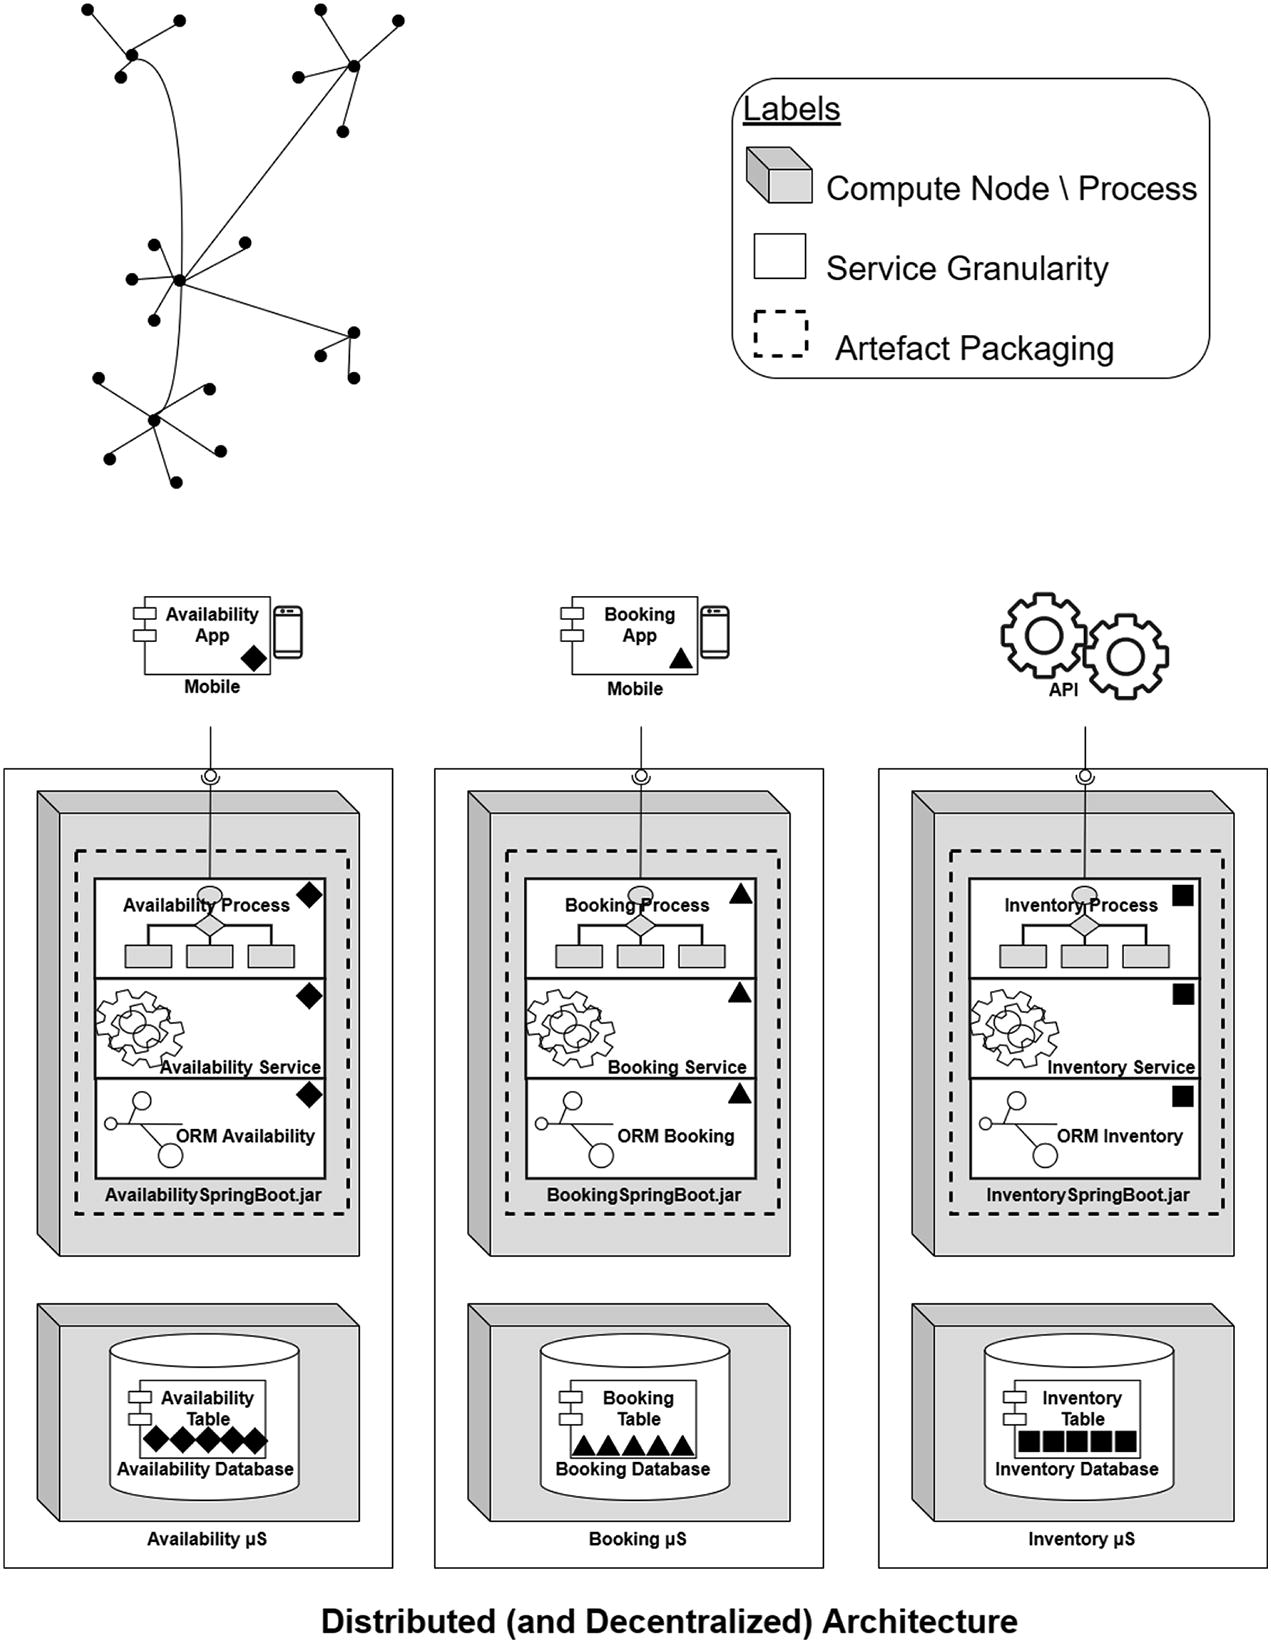 Labels
Compute Node \ Process
Service Granularity
Artefact Packaging
Availability
App
Mobile
Booking
App
Mobile
API
Availability Process
Availability Service
ORM Availability
AvailabilitySpringBoot.jar
Availability
Table
Availability Database
Availability µS
Booking Process
Booking Service
ORM Booking
BookingSpringBoot.jar
Booking
Table
Booking Database
Booking µS
Inventory Process
Inventory Service
ORM Inventory
InventorySpringBoot.jar
Inventory
Table
Inventory Database
Inventory µS
Distributed (and Decentralized) Architecture